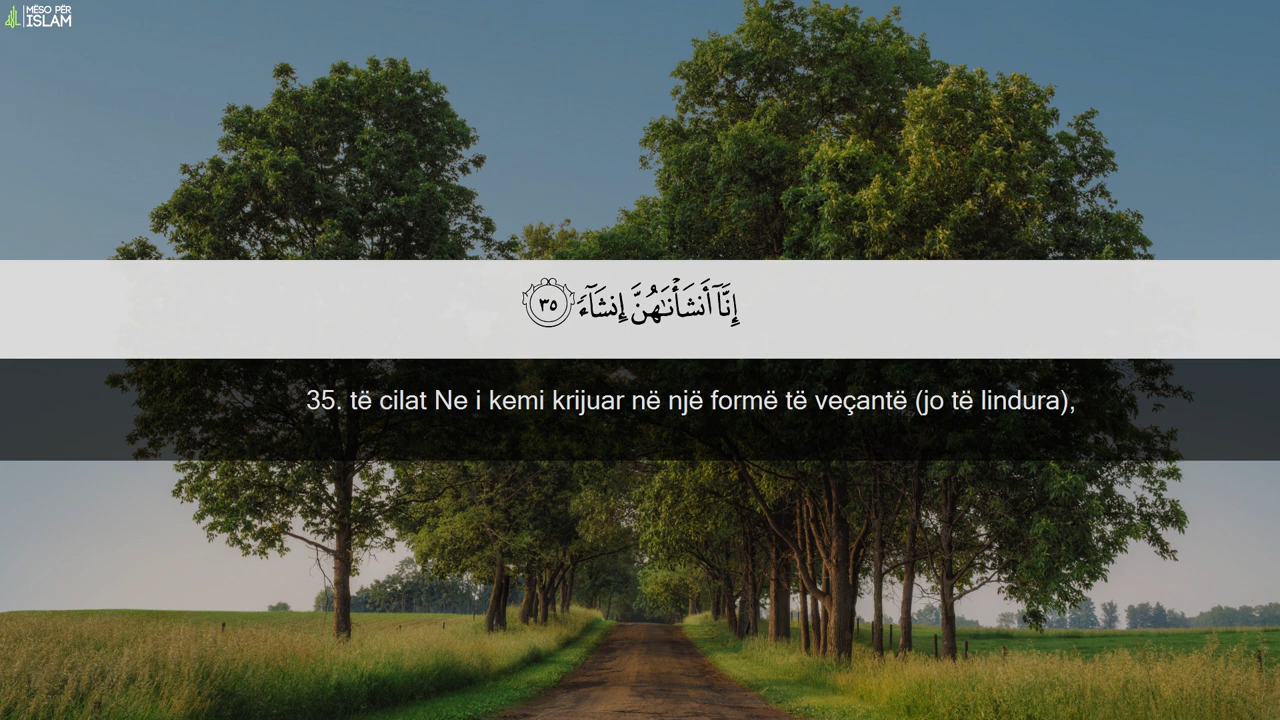 MËSO PËR
ISLAM
إِنَّآ أَنشَأْنَـٰهُنَّ إِنشَآءً ٣٥
35. të cilat Ne i kemi krijuar në një formë të veçantë (jo të lindura),